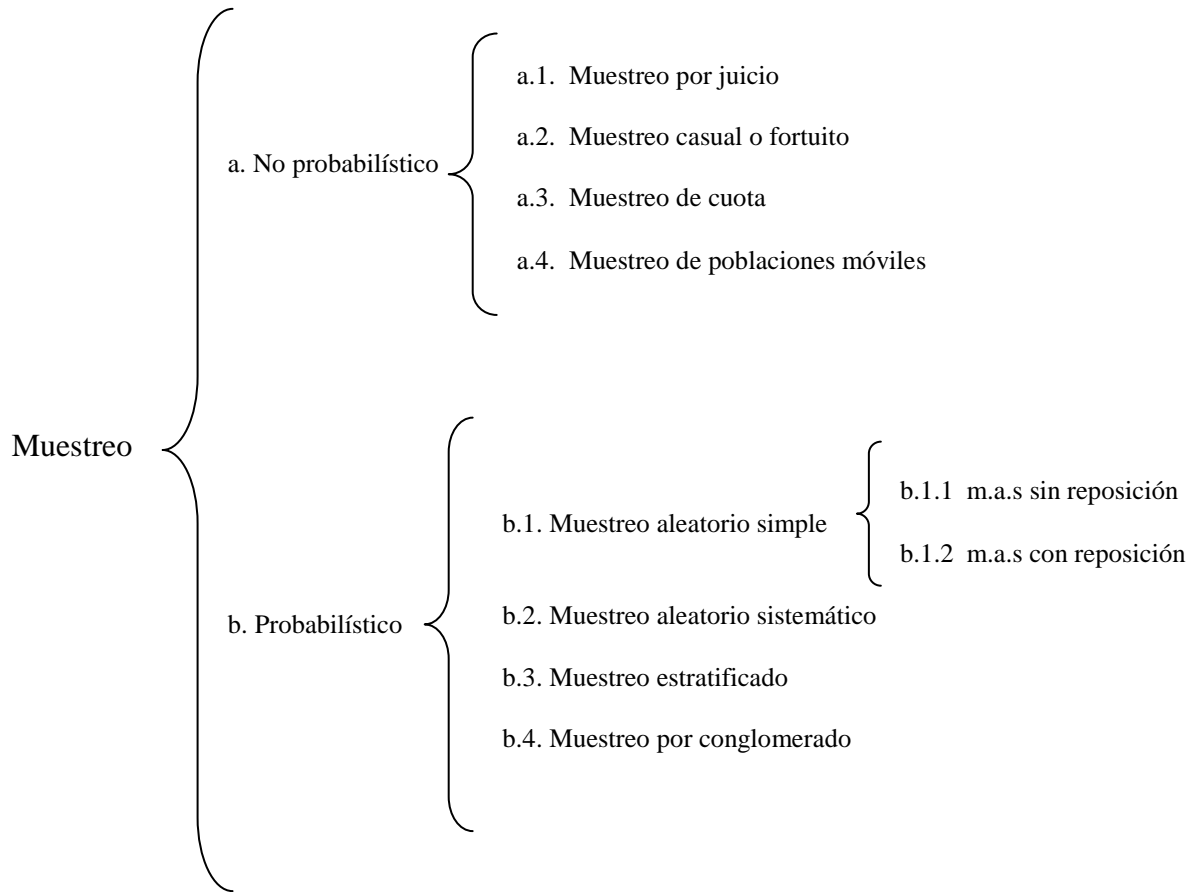 Muestreo
a. No probabilístico
a.1. Muestreo por juicio
a.2. Muestreo casual o fortuito
a.3. Muestreo de cuota
a.4. Muestreo de poblaciones móviles
b. Probabilístico
b.1. Muestreo aleatorio simple
b.1.1 m.a.s sin reposición
b.1.2 m.a.s con reposición
b.2. Muestreo aleatorio sistemático
b.3. Muestreo estratificado
b.4. Muestreo por conglomerado